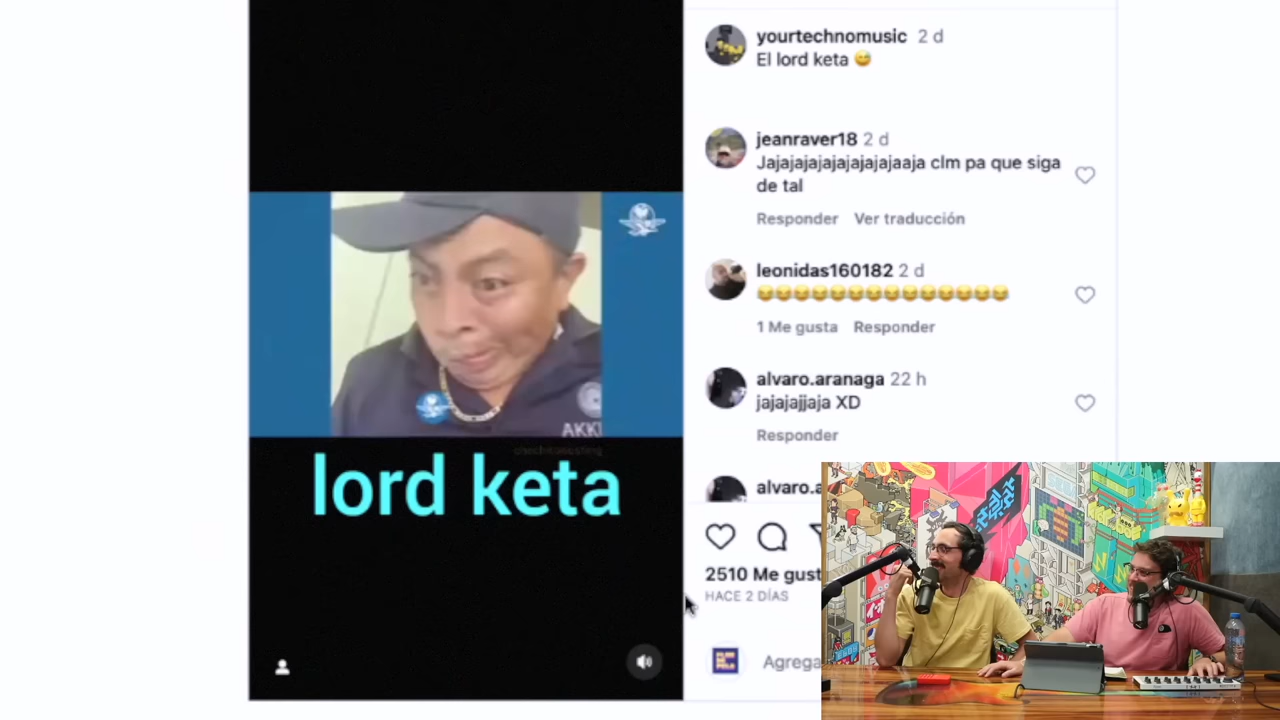 yourtechnomusic 2 d
El lord keta 😅
jeanraver18 2 d
Jajajajajajajajajajaaja clm pa que siga
de tal
Responder Ver traducción
leonidas160182 2 d
😂😂😂😂😂😂😂😂😂😂😂😂😂😂
1 Me gusta Responder
alvaro.aranaga 22 h
jajajajjaja XD
Responder
alvaro.a
AKKI
lord keta
2510 Me gust
HACE 2 DÍAS
Agrega